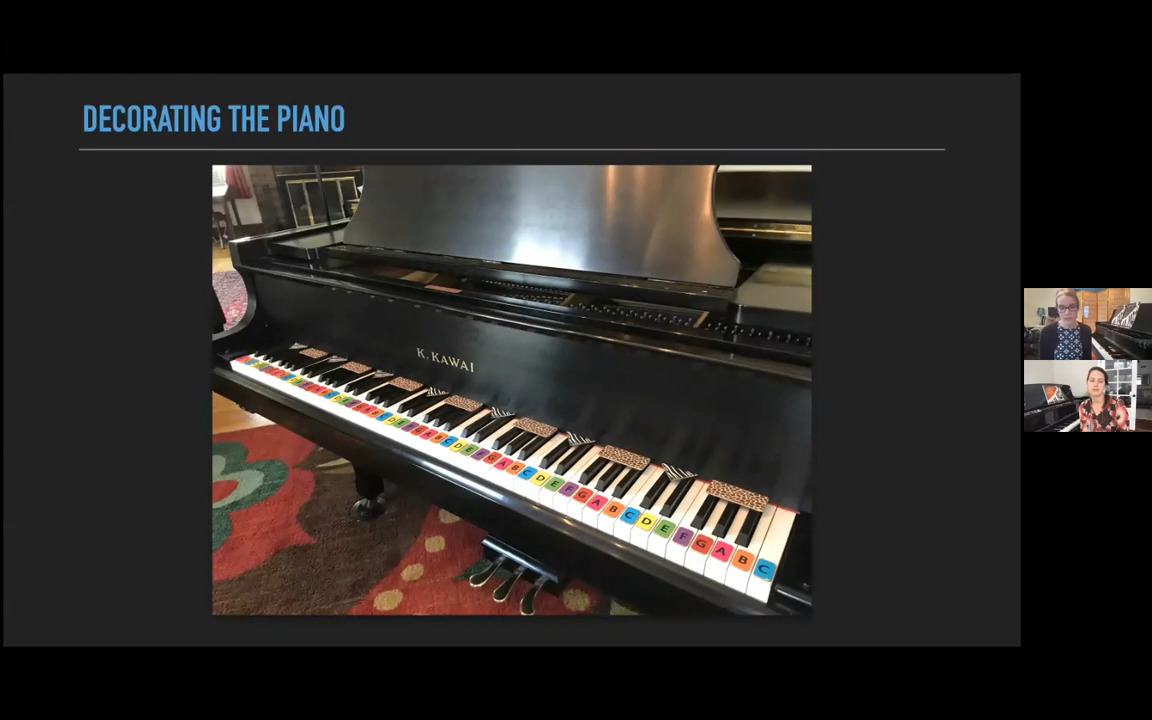 DECORATING THE PIANO
K. KAWAI
C D E F G A B C D E F G A B C D E F G A B C